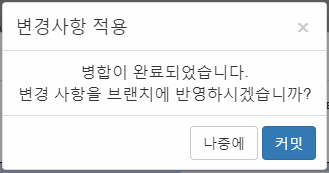 변경사항 적용
×
병합이 완료되었습니다.
변경 사항을 브랜치에 반영하시겠습니까?
나중에
커밋